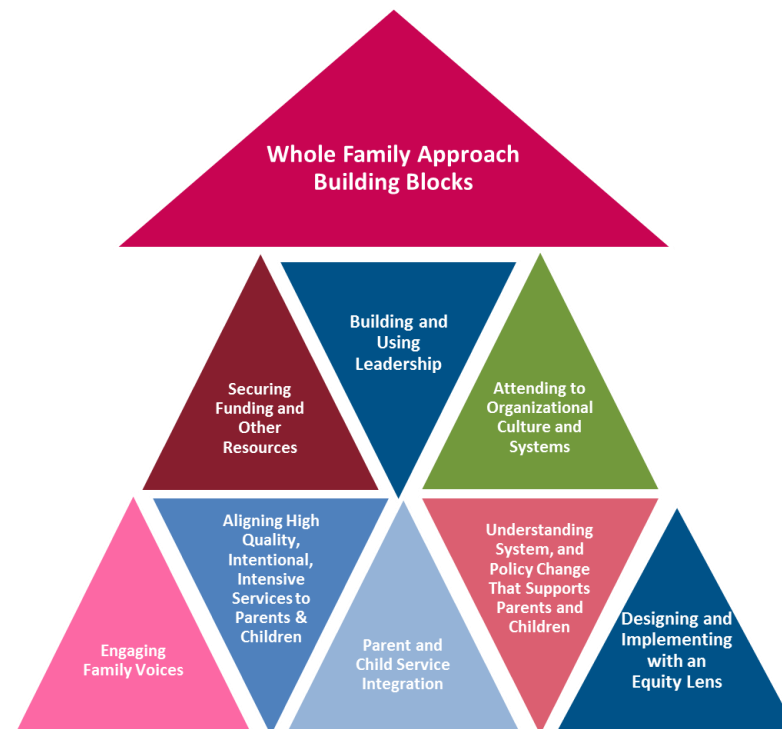 Whole Family Approach
Building Blocks
Securing
Funding and
Other
Resources
Building and
Using
Leadership
Attending to
Organizational
Culture and
Systems
Engaging
Family Voices
Aligning High
Quality,
Intentional,
Intensive
Services to
Parents &
Children
Parent and
Child Service
Integration
Understanding
System, and
Policy Change
That Supports
Parents and
Children
Designing and
Implementing
with an
Equity Lens